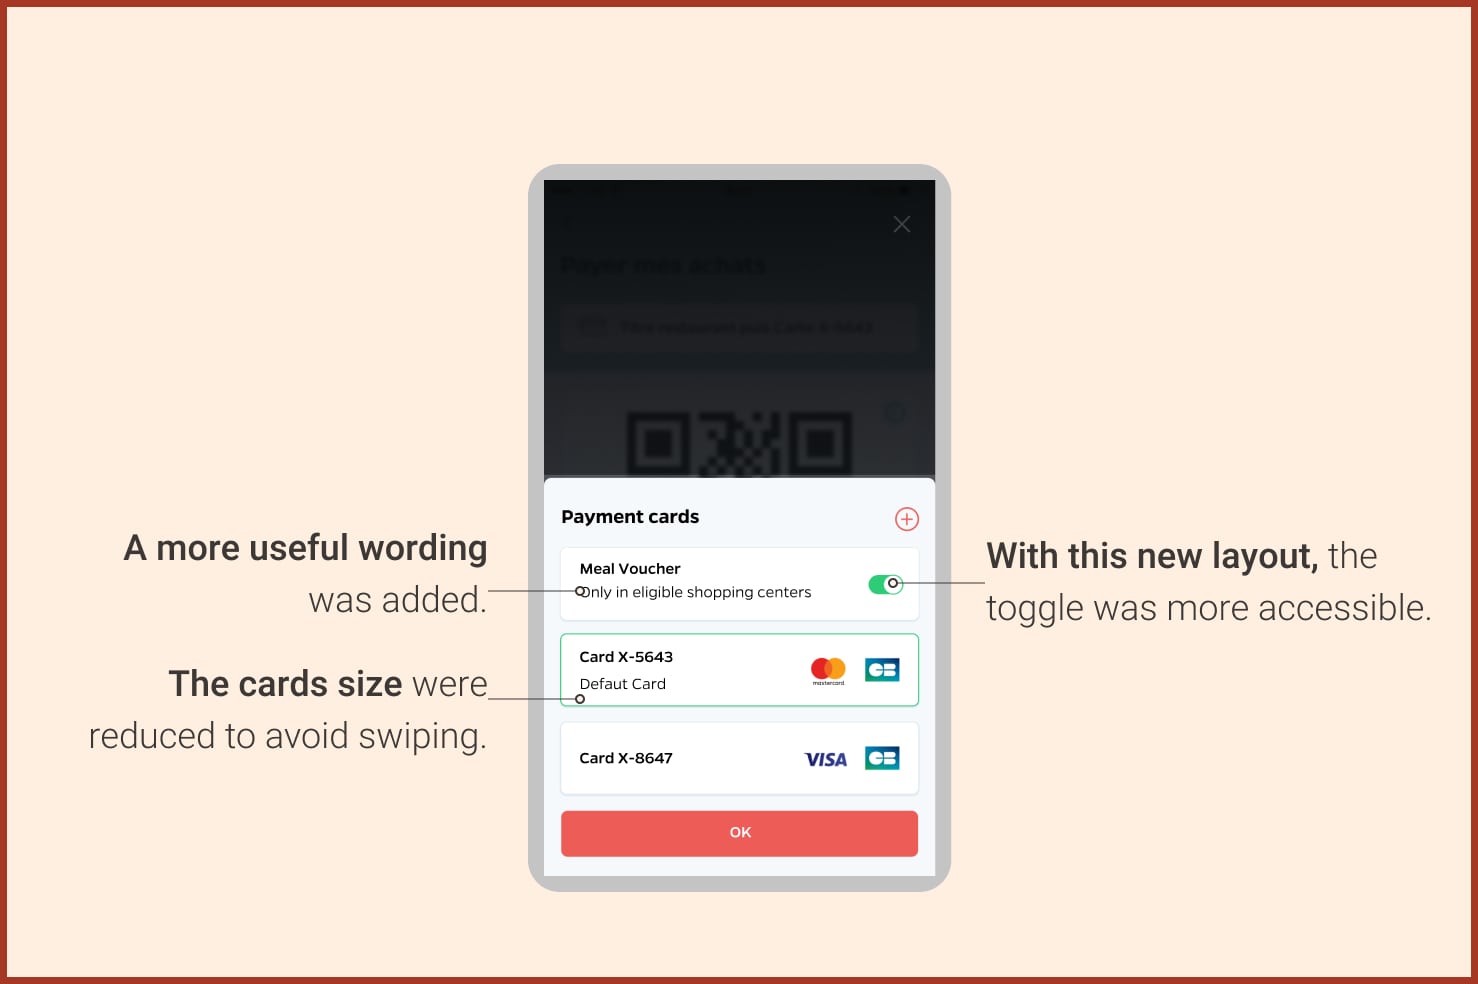 Payer mes achats
Titre restaurant puis Carte X-5643
Payment cards
A more useful wording
was added.
Meal Voucher
Only in eligible shopping centers
With this new layout, the
toggle was more accessible.
The cards size were
reduced to avoid swiping.
Card X-5643
Defaut Card
mastercard
CB
Card X-8647
VISA
CB
OK